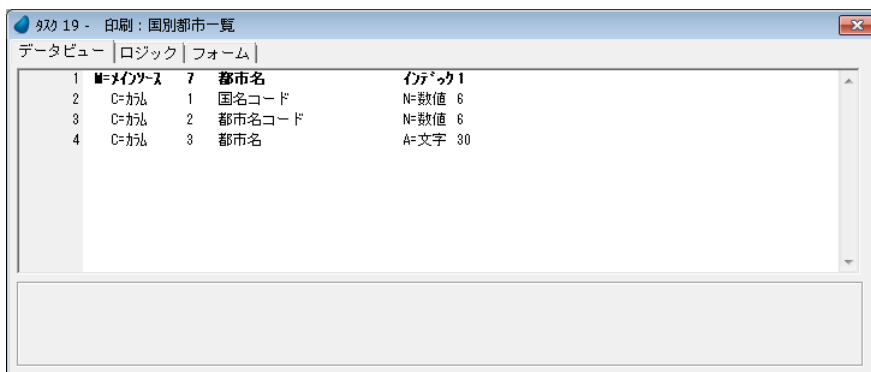 ﾀｽｸ 19 - 印刷：国別都市一覧
データビュー ロジック フォーム
1 M=ﾒｲﾝｿｰｽ 7 都市名 ｲﾝﾃﾞｯｸ 1
2 C=ｶﾗﾑ 1 国名コード N=数値 6
3 C=ｶﾗﾑ 2 都市名コード N=数値 6
4 C=ｶﾗﾑ 3 都市名 A=文字 30